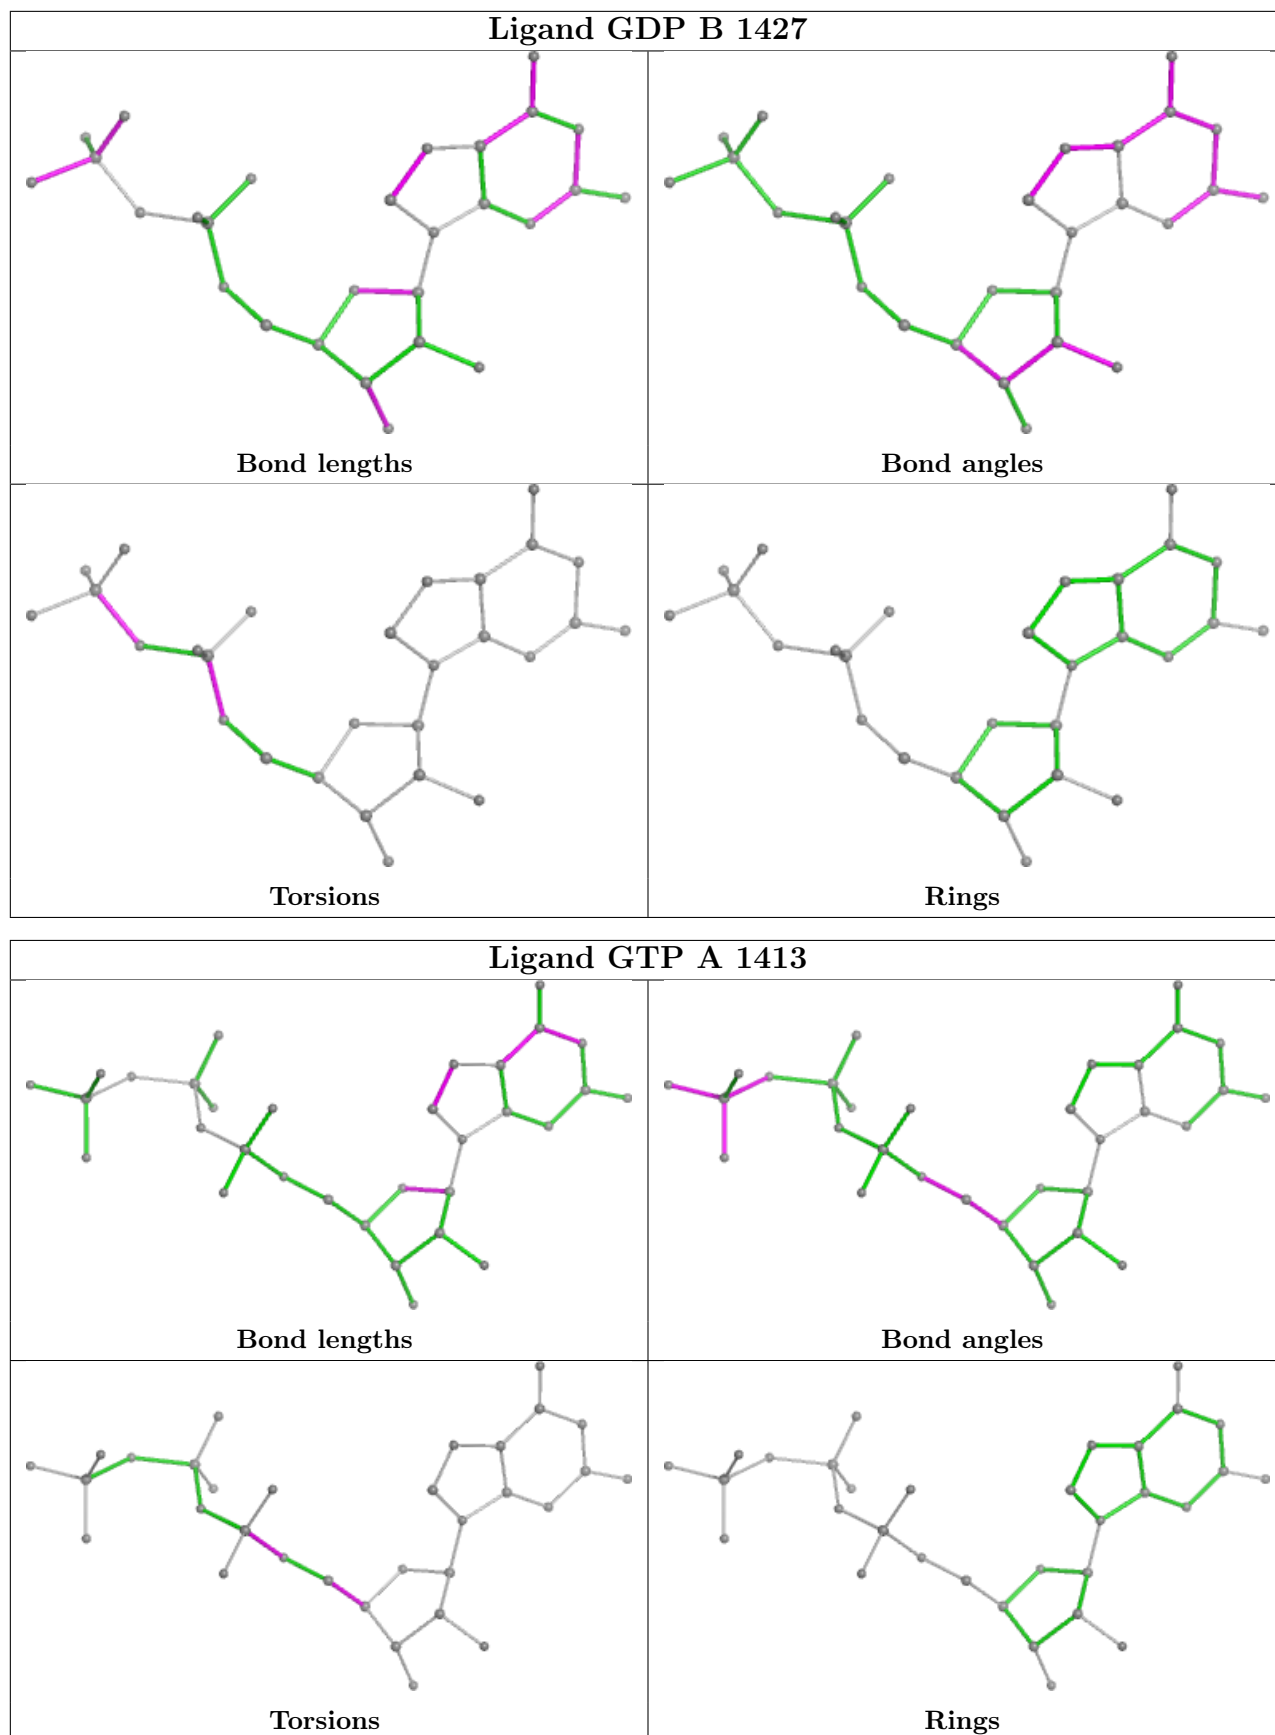 Ligand GDP B 1427
Bond lengths
Bond angles
Torsions
Rings
Ligand GTP A 1413
Bond lengths
Bond angles
Torsions
Rings